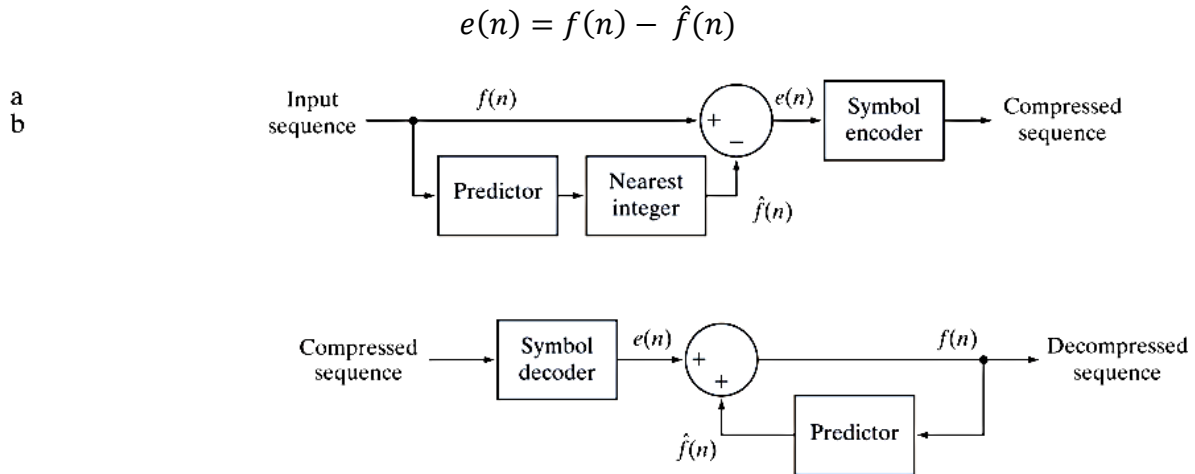 e(n) = f(n) − f̂(n)
a
b
Input
sequence
f(n)
+
−
e(n)
Symbol
encoder
Compressed
sequence
Predictor
Nearest
integer
f̂(n)
Compressed
sequence
Symbol
decoder
e(n)
+
+
f(n)
Decompressed
sequence
f̂(n)
Predictor